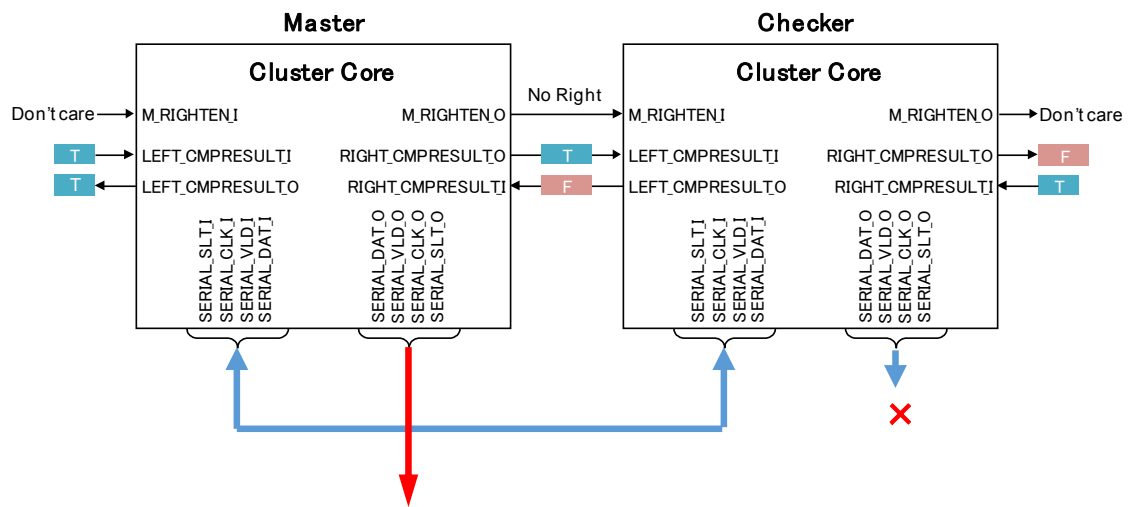 Master
Checker
Cluster Core
Cluster Core
Don't care
M_RIGHTEN_I
M_RIGHTEN_O
No Right
M_RIGHTEN_I
M_RIGHTEN_O
Don't care
T
LEFT_CMPRESULT_I
RIGHT_CMPRESULT_O
T
LEFT_CMPRESULT_I
RIGHT_CMPRESULT_O
F
T
LEFT_CMPRESULT_O
RIGHT_CMPRESULT_I
F
LEFT_CMPRESULT_O
RIGHT_CMPRESULT_I
T
SERIAL_SLT_I
SERIAL_CLK_I
SERIAL_VLD_I
SERIAL_DAT_I
SERIAL_DAT_O
SERIAL_VLD_O
SERIAL_CLK_O
SERIAL_SLT_O
SERIAL_SLT_I
SERIAL_CLK_I
SERIAL_VLD_I
SERIAL_DAT_I
SERIAL_DAT_O
SERIAL_VLD_O
SERIAL_CLK_O
SERIAL_SLT_O